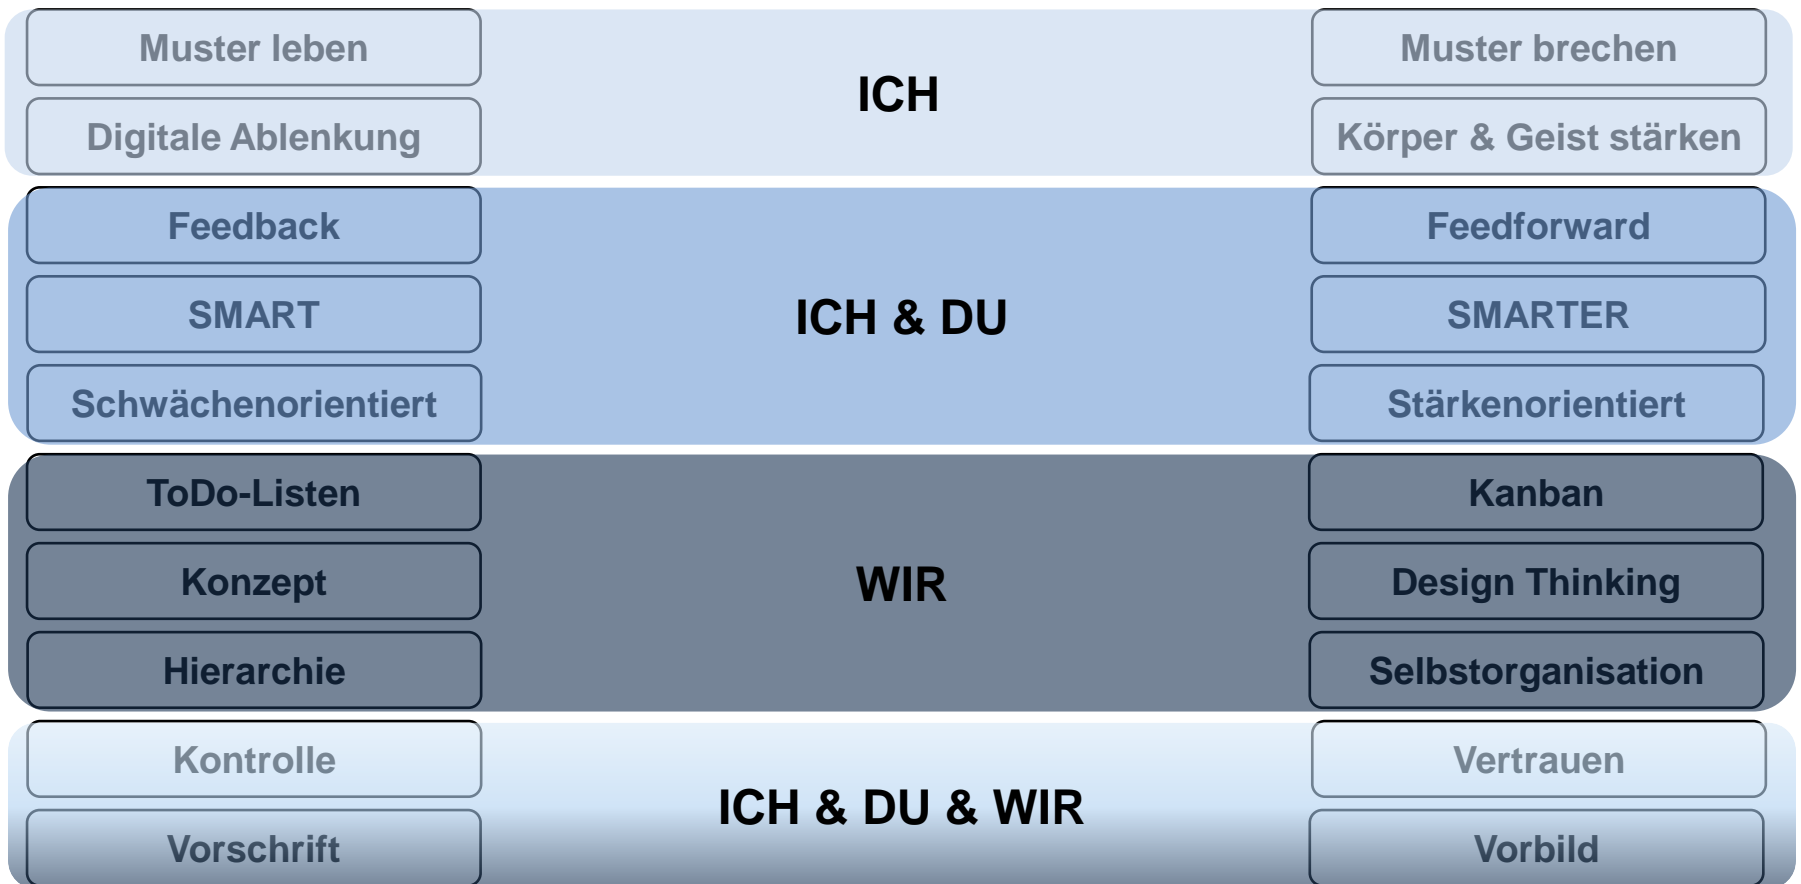 Muster leben
ICH
Muster brechen
Digitale Ablenkung
Körper & Geist stärken
Feedback
Feedforward
SMART
ICH & DU
SMARTER
Schwächenorientiert
Stärkenorientiert
ToDo-Listen
Kanban
Konzept
WIR
Design Thinking
Hierarchie
Selbstorganisation
Kontrolle
ICH & DU & WIR
Vertrauen
Vorschrift
Vorbild